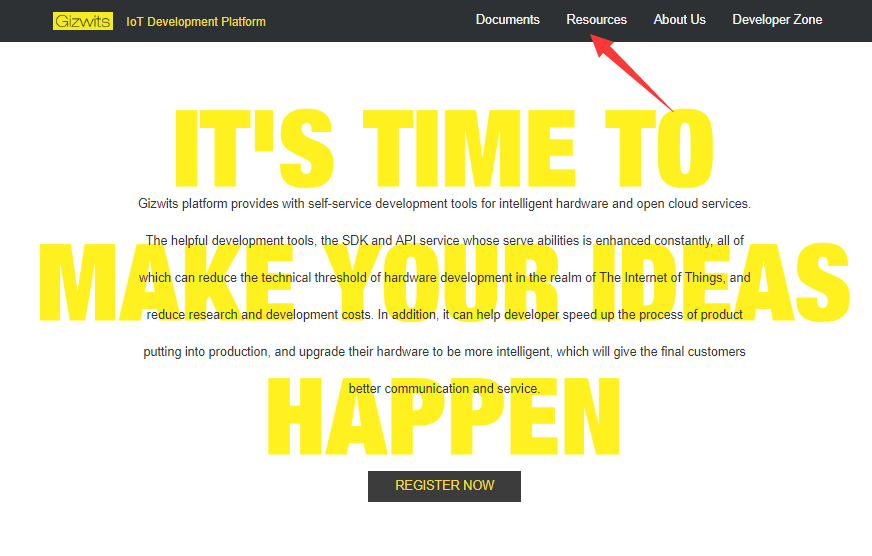 Gizwits IoT Development Platform Documents Resources About Us Developer Zone
IT'S TIME TO
Gizwits platform provides with self-service development tools for intelligent hardware and open cloud services.
The helpful development tools, the SDK and API service whose serve abilities is enhanced constantly, all of
MAKE YOUR IDEAS
which can reduce the technical threshold of hardware development in the realm of The Internet of Things, and
reduce research and development costs. In addition, it can help developer speed up the process of product
putting into production, and upgrade their hardware to be more intelligent, which will give the final customers
better communication and service.
HAPPEN
REGISTER NOW